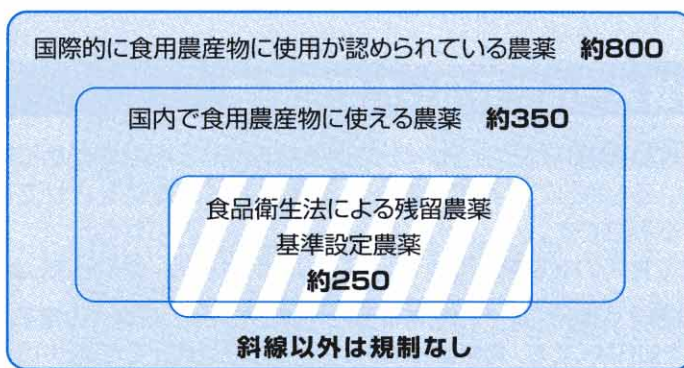 国際的に食用農産物に使用が認められている農薬　約800
国内で食用農産物に使える農薬　約350
食品衛生法による残留農薬
基準設定農薬
約250
斜線以外は規制なし